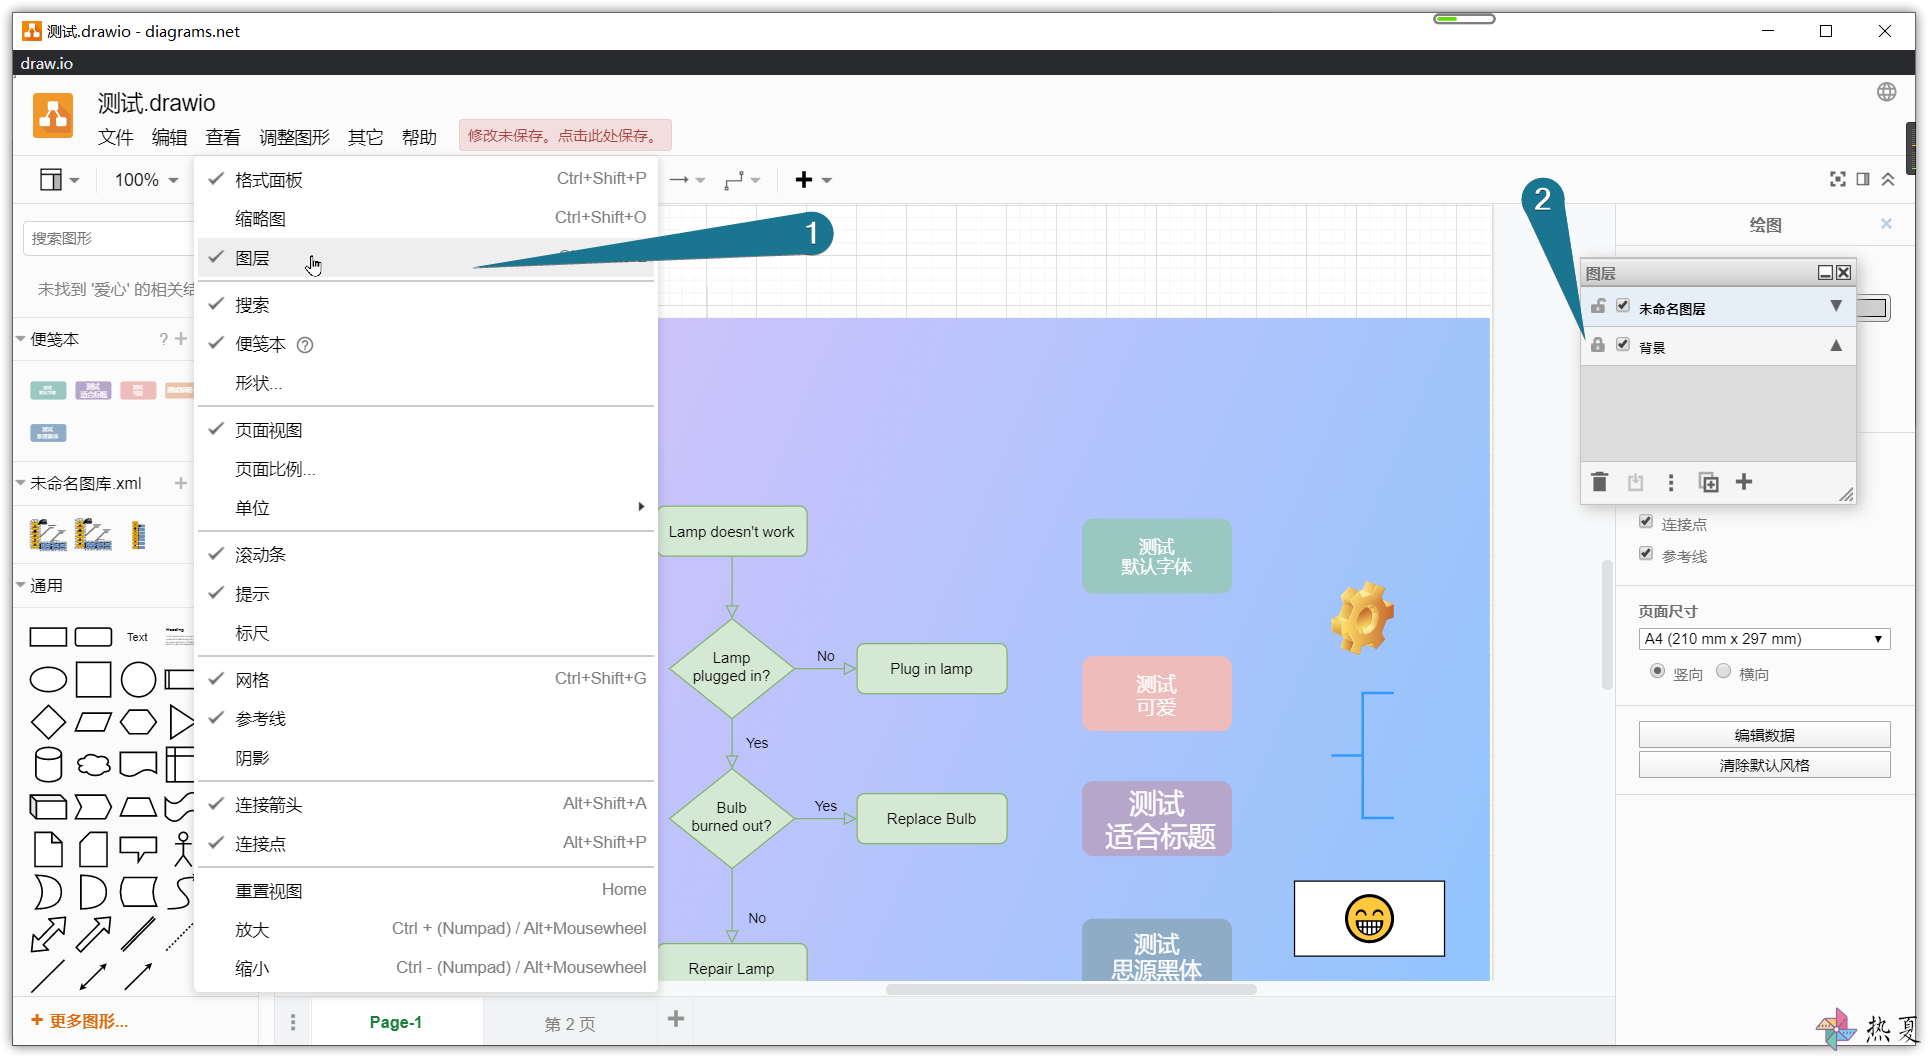 测试.drawio - diagrams.net
draw.io
测试.drawio
文件 编辑 查看 调整图形 其它 帮助 修改未保存。点击此处保存。
100%
格式面板 Ctrl+Shift+P
缩略图 Ctrl+Shift+O
图层
搜索
便笺本 ?
形状...
页面视图
页面比例...
单位
滚动条
提示
标尺
网格 Ctrl+Shift+G
参考线
阴影
连接箭头 Alt+Shift+A
连接点 Alt+Shift+P
重置视图 Home
放大 Ctrl + (Numpad) / Alt+Mousewheel
缩小 Ctrl - (Numpad) / Alt+Mousewheel
1
2
搜索图形
未找到 '爱心' 的相关结
便笺本 ? +
测试
适合标题
未命名图库.xml +
通用
Text
Heading
+ 更多图形...
Lamp doesn't work
Lamp
plugged in?
No
Plug in lamp
Yes
Bulb
burned out?
Yes
Replace Bulb
No
Repair Lamp
测试
默认字体
测试
可爱
测试
适合标题
测试
思源黑体
Page-1
第 2 页
绘图
图层
未命名图层
背景
连接点
参考线
页面尺寸
A4 (210 mm x 297 mm)
竖向 横向
编辑数据
清除默认风格
热夏